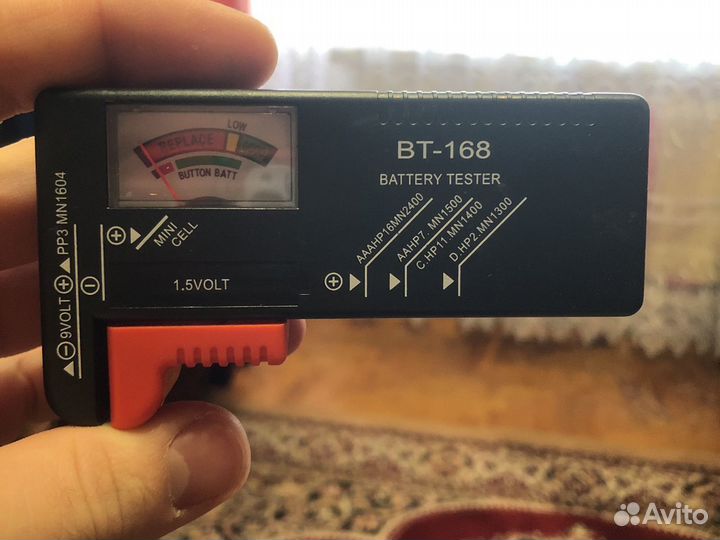 LOW
REPLACE GOOD
BUTTON BATT
BT-168
BATTERY TESTER
MINI
CELL
1.5VOLT
AAAHP16MN2400
AAHP7. MN1500
C.HP11.MN1400
D.HP2.MN1300
9VOLT PP3 MN1604
Avito